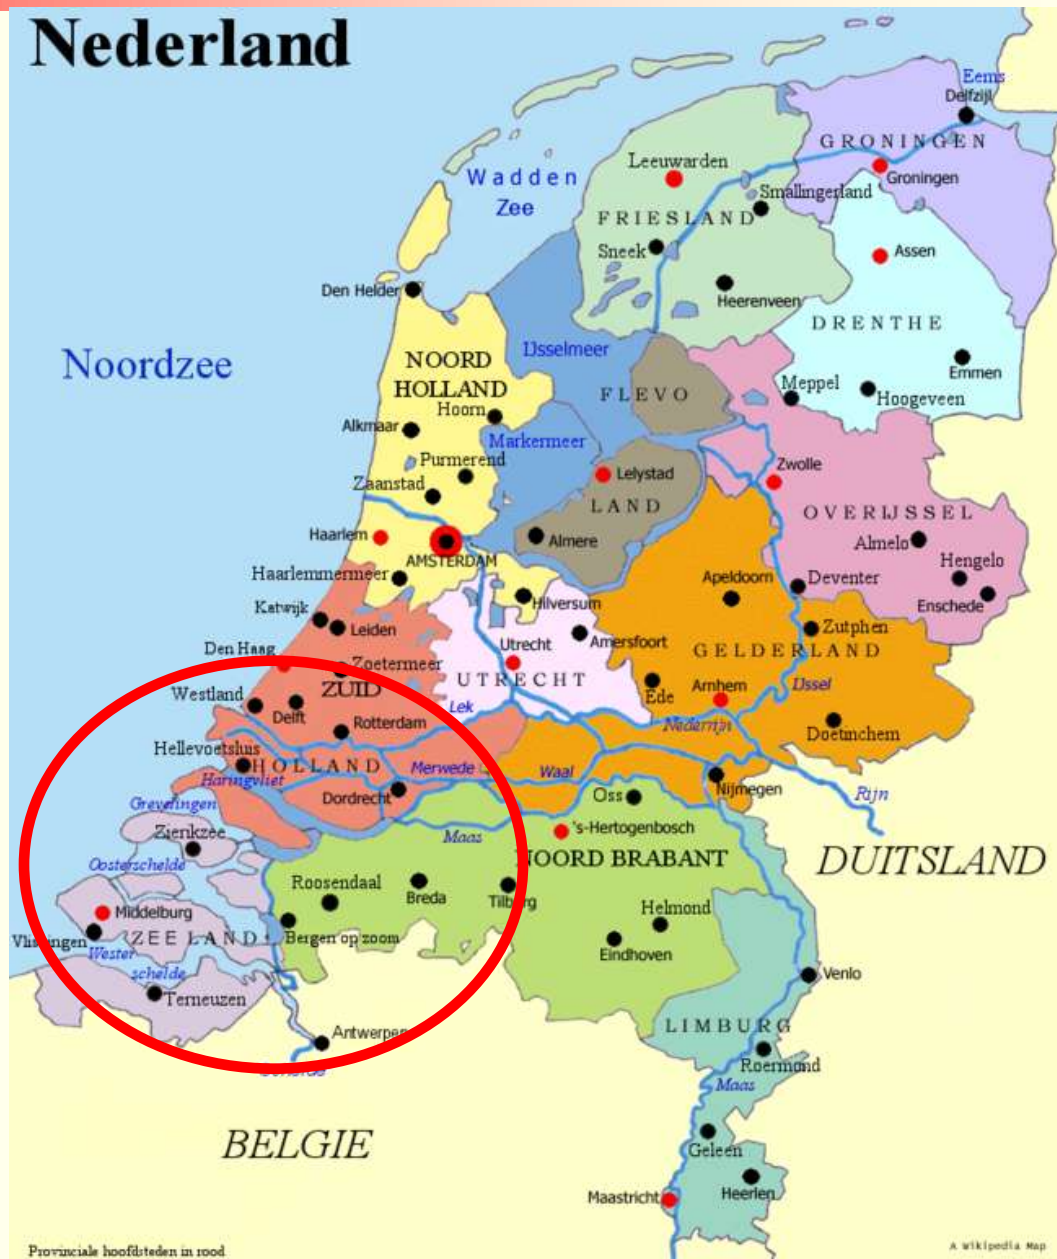 Nederland
Eems
Delfzijl
GRONINGEN
Leeuwarden
Groningen
Wadden
Zee
Smallingerland
FRIESLAND
Sneek
Assen
Den Helder
Heerenveen
DRENTHE
Noordzee
IJsselmeer
NOORD
HOLLAND
Emmen
FLEVO
Meppel
Hoogeveen
Hoorn
Alkmaar
Markermeer
Purmerend
Zwolle
Zaanstad
Lelystad
LAND
OVERIJSSEL
Haarlem
Almere
Almelo
AMSTERDAM
Hengelo
Haarlemmermeer
Apeldoorn
Deventer
Hilversum
Enschede
Katwijk
Leiden
Zutphen
Utrecht
Amersfoort
Den Haag
GELDERLAND
Zoetermeer
UTRECHT
ZUID
Arnhem
IJssel
Westland
Ede
Delft
Lek
Rotterdam
Nederrijn
Doetinchem
Hellevoetsluis
HOLLAND
Merwede
Waal
Haringvliet
Nijmegen
Rijn
Dordrecht
Oss
Grevelingen
Zierikzee
Maas
's-Hertogenbosch
NOORD BRABANT
DUITSLAND
Oosterschelde
Roosendaal
Breda
Tilburg
Middelburg
Helmond
Vlissingen
ZEELAND
Bergen op zoom
Eindhoven
Wester
schelde
Venlo
Terneuzen
LIMBURG
Antwerpen
Roermond
Maas
BELGIE
Geleen
Maastricht
Heerlen
Provinciale hoofdsteden in rood
A Wikipedia Map